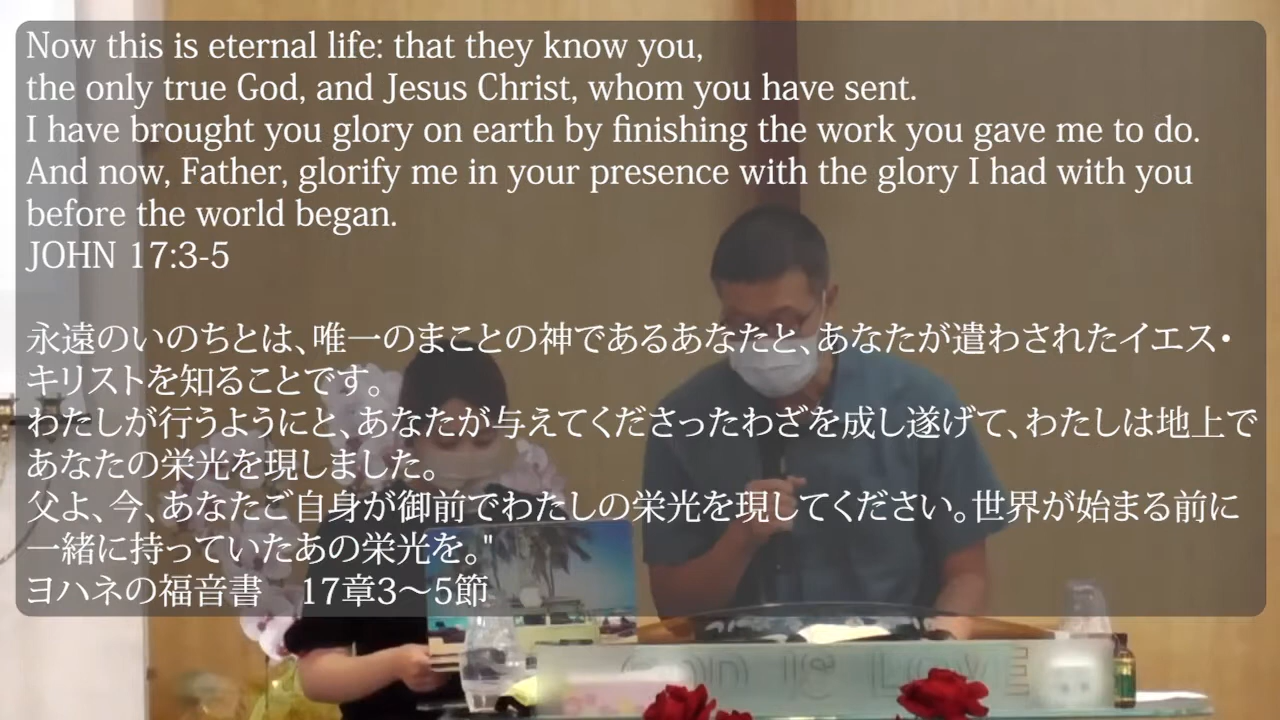 Now this is eternal life: that they know you,
the only true God, and Jesus Christ, whom you have sent.
I have brought you glory on earth by finishing the work you gave me to do.
And now, Father, glorify me in your presence with the glory I had with you
before the world began.
JOHN 17:3-5
永遠のいのちとは、唯一のまことの神であるあなたと、あなたが遣わされたイエス・
キリストを知ることです。
わたしが行うようにと、あなたが与えてくださったわざを成し遂げて、わたしは地上で
あなたの栄光を現しました。
父よ、今、あなたご自身が御前でわたしの栄光を現してください。世界が始まる前に
一緒に持っていたあの栄光を。"
ヨハネの福音書　17章3〜5節
GOD IS LOVE